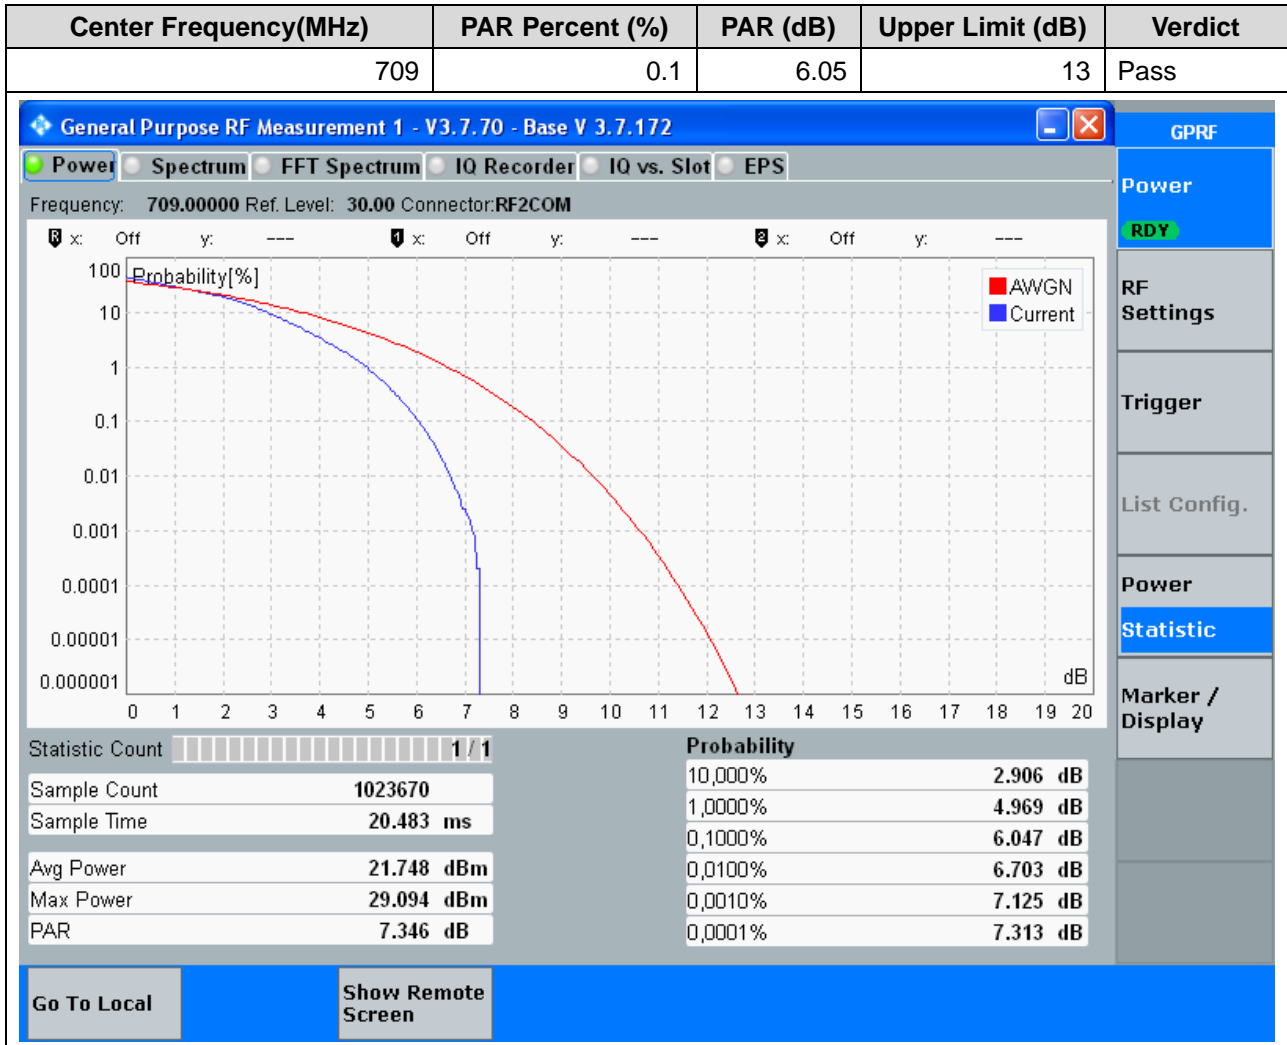 Center Frequency(MHz) PAR Percent (%) PAR (dB) Upper Limit (dB) Verdict
709 0.1 6.05 13 Pass
General Purpose RF Measurement 1 - V3.7.70 - Base V 3.7.172
GPRF
Power Spectrum FFT Spectrum IQ Recorder IQ vs. Slot EPS
Power
RDY
Frequency: 709.00000 Ref. Level: 30.00 Connector:RF2COM
R x: Off y: --- 1 x: Off y: --- 2 x: Off y: ---
Probability[%]
AWGN
Current
100
10
1
0.1
0.01
0.001
0.0001
0.00001
0.000001
dB
0 1 2 3 4 5 6 7 8 9 10 11 12 13 14 15 16 17 18 19 20
RF
Settings
Trigger
List Config.
Power
Statistic
Marker /
Display
Statistic Count 1 / 1
Sample Count 1023670
Sample Time 20.483 ms
Avg Power 21.748 dBm
Max Power 29.094 dBm
PAR 7.346 dB
Probability
10,000% 2.906 dB
1,0000% 4.969 dB
0,1000% 6.047 dB
0,0100% 6.703 dB
0,0010% 7.125 dB
0,0001% 7.313 dB
Go To Local
Show Remote
Screen